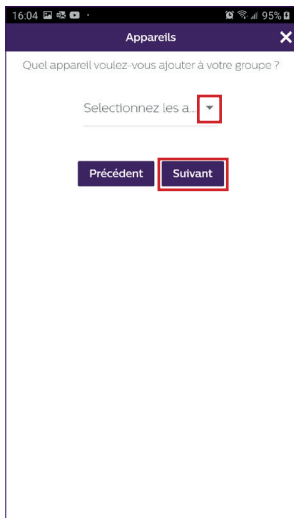 16:04 95%
Appareils
Quel appareil voulez-vous ajouter à votre groupe ?
Selectionnez les a...
Précédent Suivant